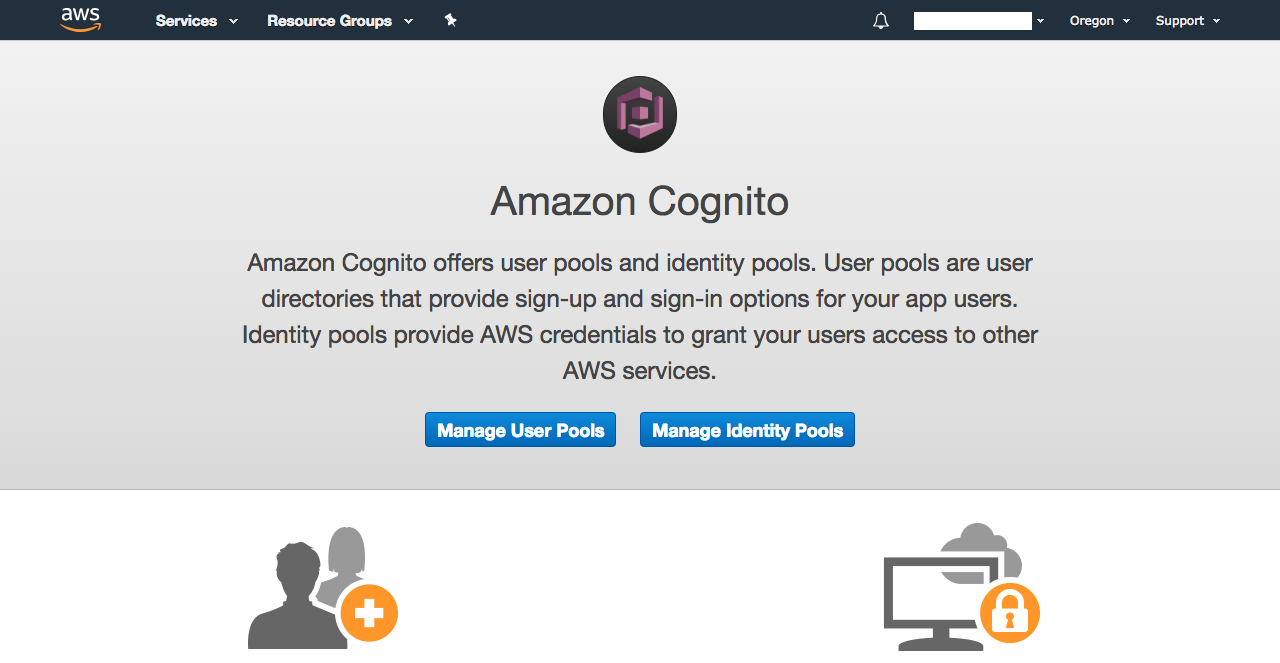 aws Services Resource Groups Oregon Support
Amazon Cognito
Amazon Cognito offers user pools and identity pools. User pools are user
directories that provide sign-up and sign-in options for your app users.
Identity pools provide AWS credentials to grant your users access to other
AWS services.
Manage User Pools Manage Identity Pools